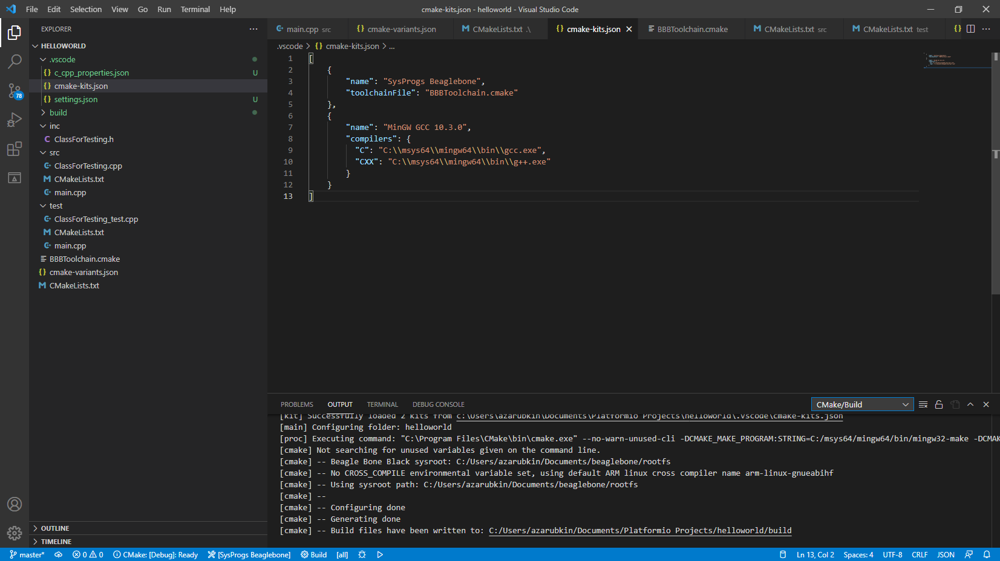 File Edit Selection View Go Run Terminal Help
cmake-kits.json - helloworld - Visual Studio Code
EXPLORER
HELLOWORLD
.vscode
c_cpp_properties.json U
cmake-kits.json
settings.json U
build
inc
C ClassForTesting.h
src
ClassForTesting.cpp
CMakeLists.txt
main.cpp
test
ClassForTesting_test.cpp
CMakeLists.txt
main.cpp
BBBToolchain.cmake
cmake-variants.json
CMakeLists.txt
OUTLINE
TIMELINE
78
main.cpp src
cmake-variants.json
CMakeLists.txt .\
cmake-kits.json
BBBToolchain.cmake
CMakeLists.txt src
CMakeLists.txt test
.vscode > {} cmake-kits.json > ...
1 [
2 {
3 "name": "SysProgs Beaglebone",
4 "toolchainFile": "BBBToolchain.cmake"
5 },
6 {
7 "name": "MinGW GCC 10.3.0",
8 "compilers": {
9 "C": "C:\\msys64\\mingw64\\bin\\gcc.exe",
10 "CXX": "C:\\msys64\\mingw64\\bin\\g++.exe"
11 }
12 }
13 ]
PROBLEMS OUTPUT TERMINAL DEBUG CONSOLE
CMake/Build
[kit] Successfully loaded 2 kits from C:\Users\azarubkin\Documents\Platformio Projects\helloworld\.vscode\cmake-kits.json
[main] Configuring folder: helloworld
[proc] Executing command: "C:\Program Files\CMake\bin\cmake.exe" --no-warn-unused-cli -DCMAKE_MAKE_PROGRAM:STRING=C:/msys64/mingw64/bin/mingw32-make -DCMAK
[cmake] Not searching for unused variables given on the command line.
[cmake] -- Beagle Bone Black sysroot: C:/Users/azarubkin/Documents/beaglebone/rootfs
[cmake] -- No CROSS_COMPILE environmental variable set, using default ARM linux cross compiler name arm-linux-gnueabihf
[cmake] -- Using sysroot path: C:/Users/azarubkin/Documents/beaglebone/rootfs
[cmake] --
[cmake] -- Configuring done
[cmake] -- Generating done
[cmake] -- Build files have been written to: C:/Users/azarubkin/Documents/Platformio Projects/helloworld/build
master* 0 0 CMake: [Debug]: Ready [SysProgs Beaglebone] Build [all]
Ln 13, Col 2 Spaces: 4 UTF-8 CRLF JSON